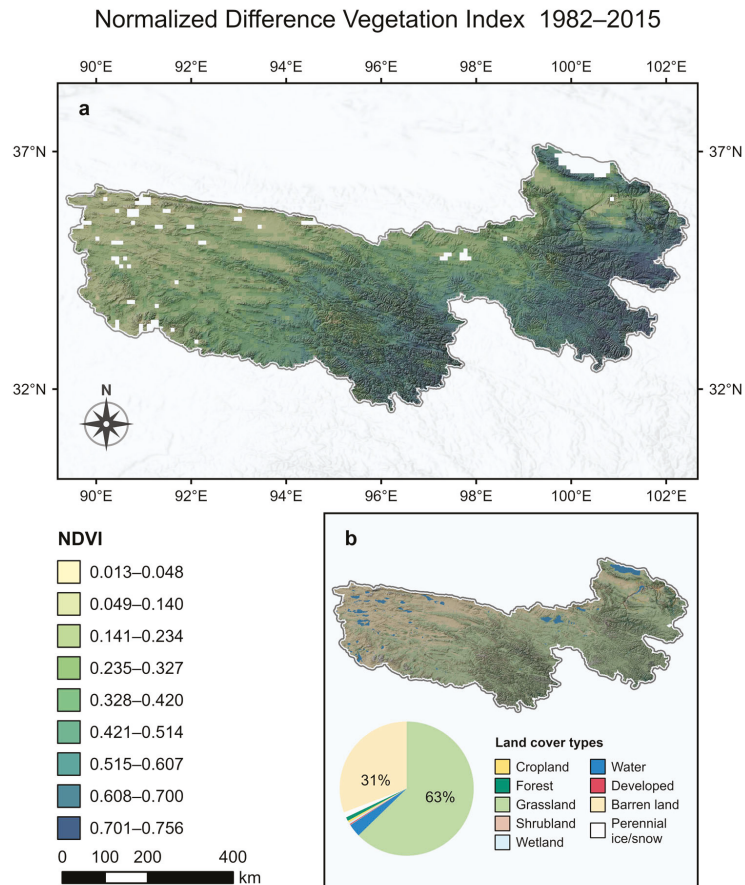 Normalized Difference Vegetation Index 1982–2015
90°E 92°E 94°E 96°E 98°E 100°E 102°E
a
37°N 37°N
32°N 32°N
N
90°E 92°E 94°E 96°E 98°E 100°E 102°E
NDVI
0.013–0.048
0.049–0.140
0.141–0.234
0.235–0.327
0.328–0.420
0.421–0.514
0.515–0.607
0.608–0.700
0.701–0.756
0 100 200 400
km
b
31%
63%
Land cover types
Cropland
Forest
Grassland
Shrubland
Wetland
Water
Developed
Barren land
Perennial
ice/snow